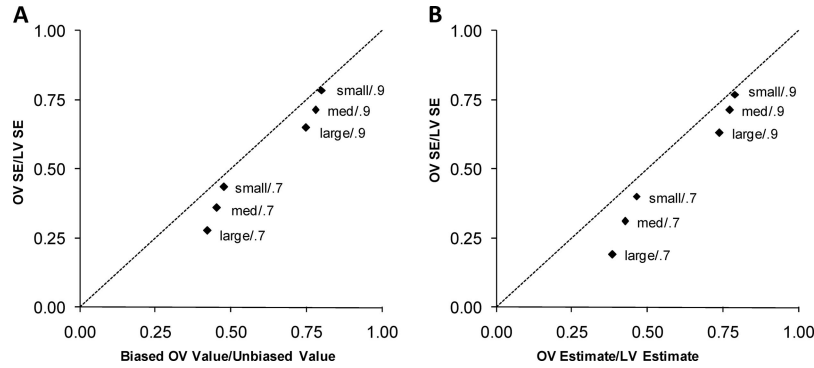 A
1.00
0.75
0.50
0.25
0.00
OV SE/LV SE
small/.9
med/.9
large/.9
small/.7
med/.7
large/.7
0.00 0.25 0.50 0.75 1.00
Biased OV Value/Unbiased Value
B
1.00
0.75
0.50
0.25
0.00
OV SE/LV SE
small/.9
med/.9
large/.9
small/.7
med/.7
large/.7
0.00 0.25 0.50 0.75 1.00
OV Estimate/LV Estimate